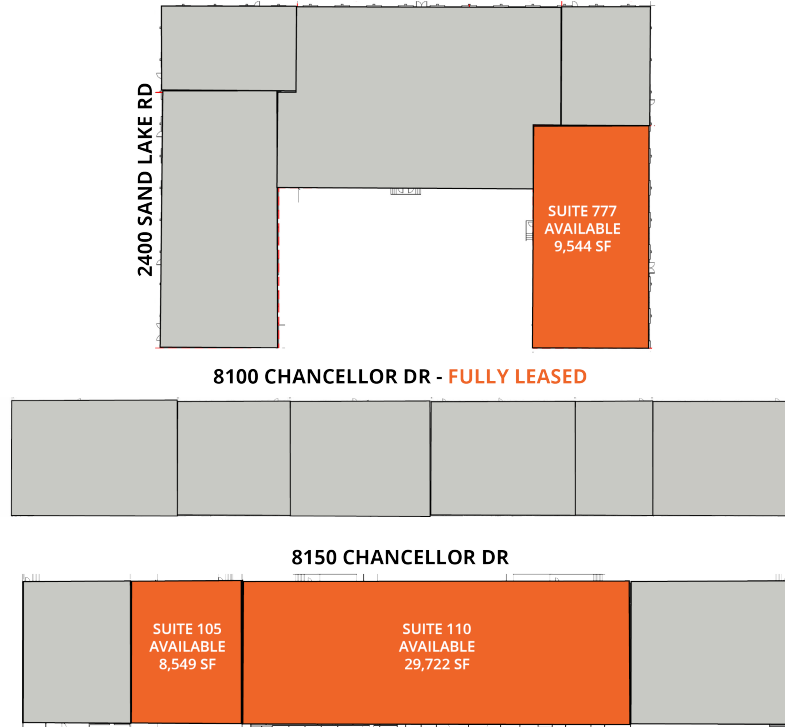 2400 SAND LAKE RD
SUITE 777
AVAILABLE
9,544 SF
8100 CHANCELLOR DR - FULLY LEASED
8150 CHANCELLOR DR
SUITE 105
AVAILABLE
8,549 SF
SUITE 110
AVAILABLE
29,722 SF